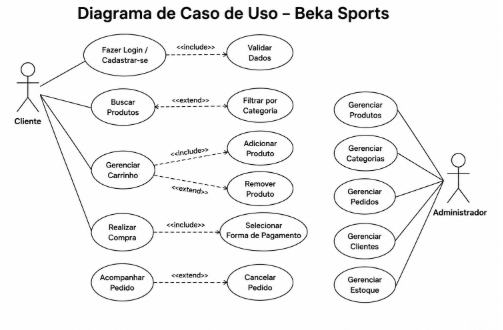 Diagrama de Caso de Uso – Beka Sports
Fazer Login /
Cadastrar-se
<<include>>
Validar
Dados
Cliente
Buscar
Produtos
<<extend>>
Filtrar por
Categoria
Gerenciar
Carrinho
<<include>>
Adicionar
Produto
<<extend>>
Remover
Produto
Realizar
Compra
<<include>>
Selecionar
Forma de Pagamento
Acompanhar
Pedido
<<extend>>
Cancelar
Pedido
Gerenciar
Produtos
Gerenciar
Categorias
Gerenciar
Pedidos
Gerenciar
Clientes
Gerenciar
Estoque
Administrador